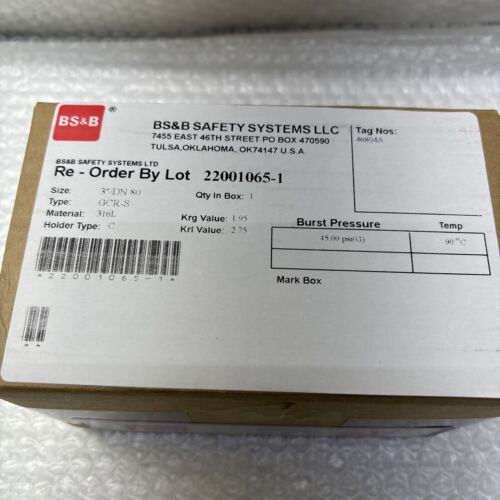 BS&B ®
BS&B SAFETY SYSTEMS LLC
7455 EAST 46TH STREET PO BOX 470590
TULSA,OKLAHOMA, OK74147 U.S.A.
Tag Nos:
46804A
BS&B SAFETY SYSTEMS LTD
Re - Order By Lot 22001065-1
Size: 3"/DN 80 Qty in Box: 1
Type: GCR-S
Material: 316L Krg Value: 1.95
Holder Type: C Krl Value: 2.75
Burst Pressure Temp
45.00 psi(G) 90 °C
Mark Box
*22001065-1*